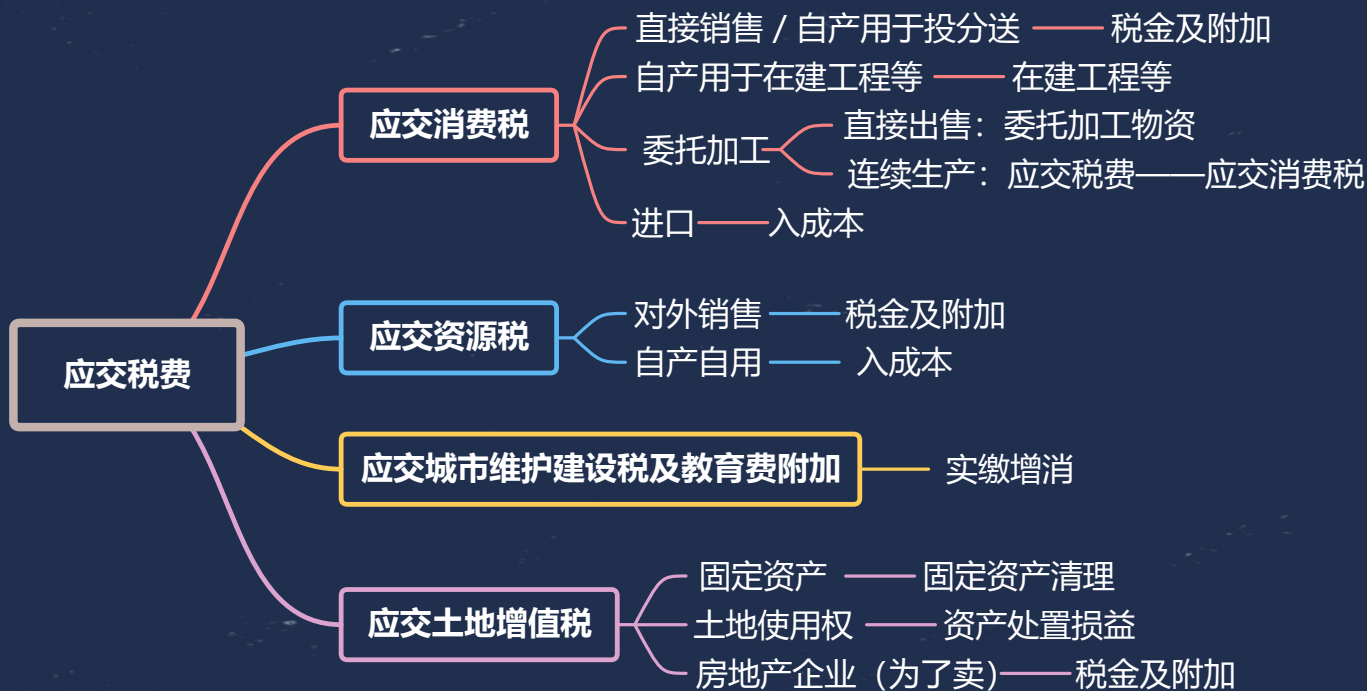 应交税费
应交消费税
直接销售 / 自产用于投分送 税金及附加
自产用于在建工程等 在建工程等
委托加工
直接出售：委托加工物资
连续生产：应交税费——应交消费税
进口 入成本
应交资源税
对外销售 税金及附加
自产自用 入成本
应交城市维护建设税及教育费附加 实缴增消
应交土地增值税
固定资产 固定资产清理
土地使用权 资产处置损益
房地产企业（为了卖） 税金及附加